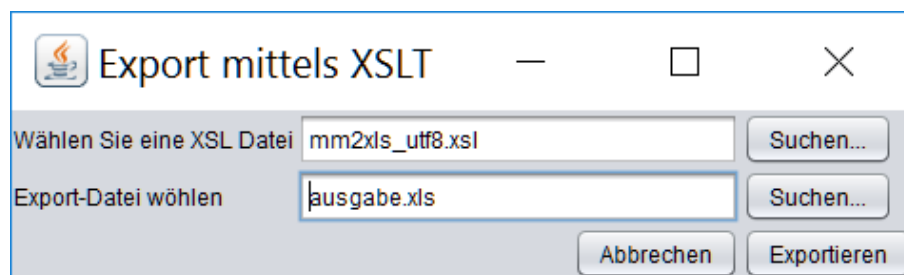 Export mittels XSLT
Wählen Sie eine XSL Datei mm2xls_utf8.xsl Suchen...
Export-Datei wöhlen ausgabe.xls Suchen...
Abbrechen Exportieren